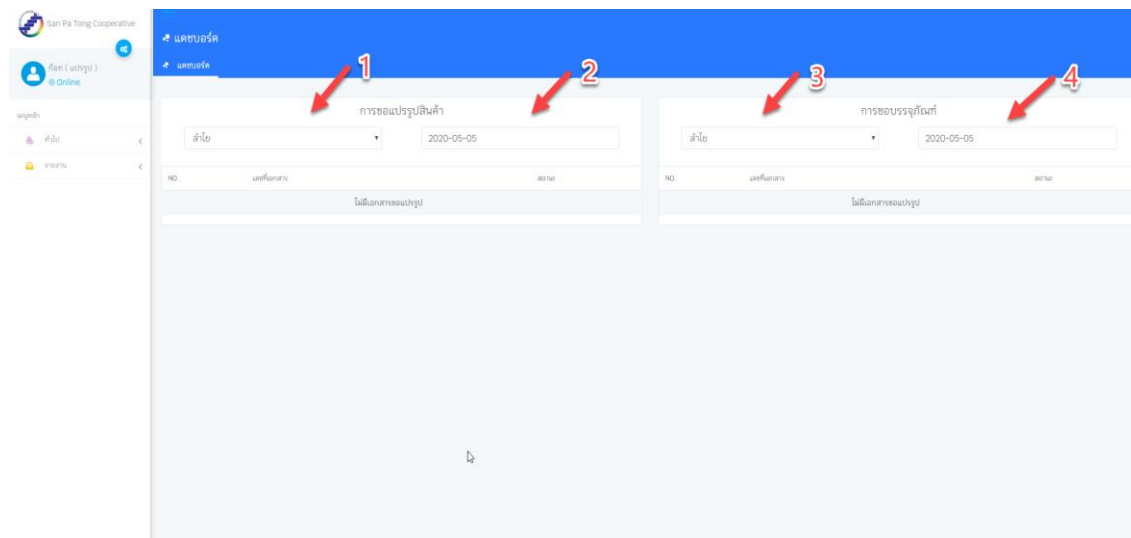 San Pa Tong Cooperative
แดชบอร์ด
ก๊อท ( แปรรูป )
Online
แดชบอร์ด
1
2
3
4
เมนูหลัก
ทั่วไป
รายงาน
การขอแปรรูปสินค้า
ลำไย
2020-05-05
NO. เลขที่เอกสาร สถานะ
ไม่มีเอกสารขอแปรรูป
การขอบรรจุภัณฑ์
ลำไย
2020-05-05
NO. เลขที่เอกสาร สถานะ
ไม่มีเอกสารขอแปรรูป